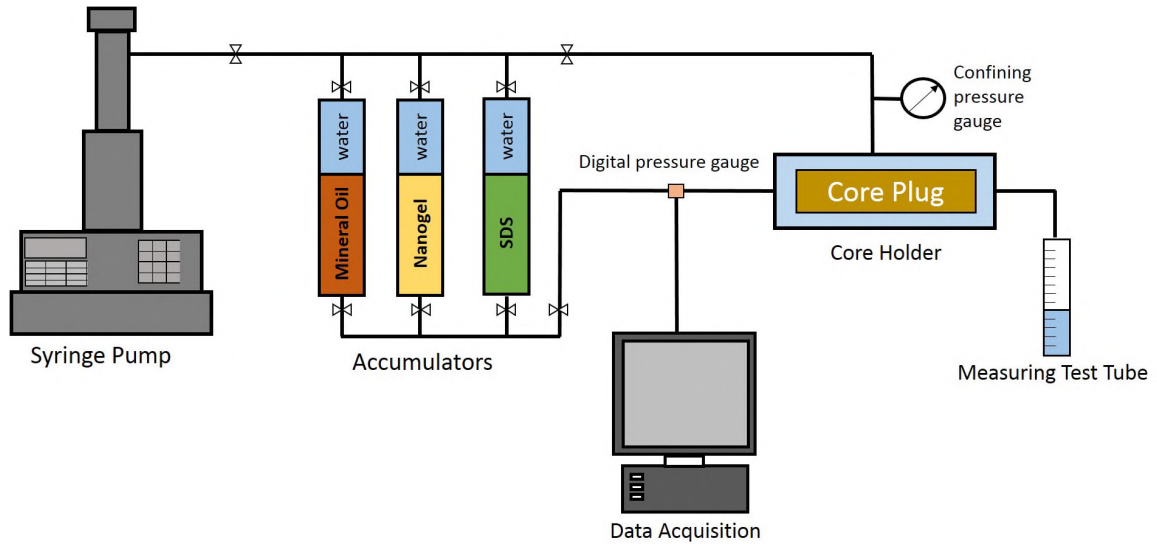 Confining
pressure
gauge
water
water
water
Digital pressure gauge
Mineral Oil
Nanogel
SDS
Core Plug
Core Holder
Syringe Pump
Accumulators
Measuring Test Tube
Data Acquisition